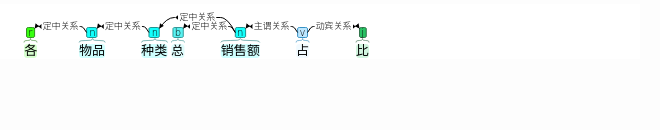 定中关系
定中关系 定中关系 定中关系 主谓关系 动宾关系
r n n b n v j
各 物品 种类 总 销售额 占 比